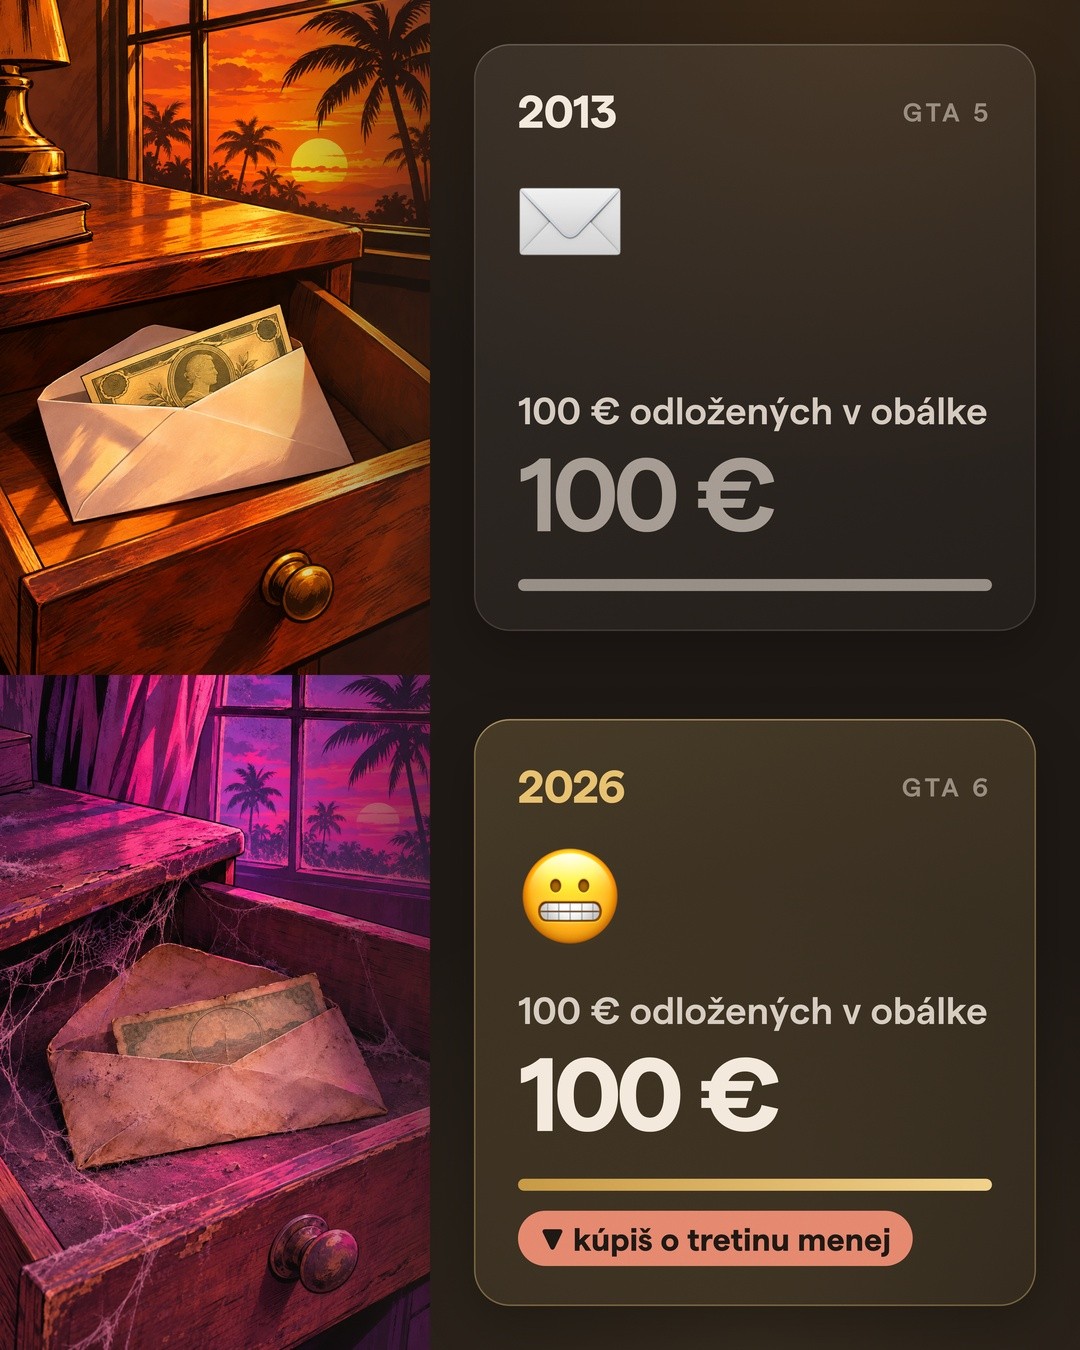 2013
GTA 5
100 € odložených v obálke
100 €
2026
GTA 6
100 € odložených v obálke
100 €
▼ kúpiš o tretinu menej